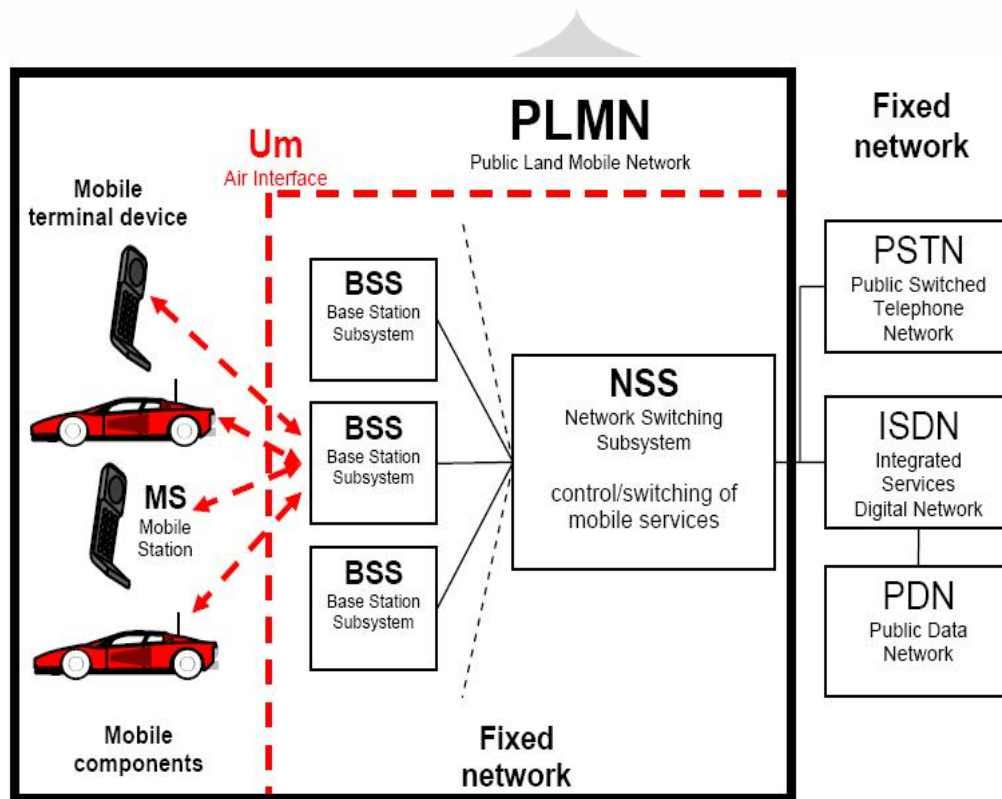 PLMN
Public Land Mobile Network
Fixed
network
Um
Air Interface
Mobile
terminal device
MS
Mobile
Station
Mobile
components
BSS
Base Station
Subsystem
BSS
Base Station
Subsystem
BSS
Base Station
Subsystem
NSS
Network Switching
Subsystem
control/switching of
mobile services
Fixed
network
PSTN
Public Switched
Telephone
Network
ISDN
Integrated
Services
Digital Network
PDN
Public Data
Network